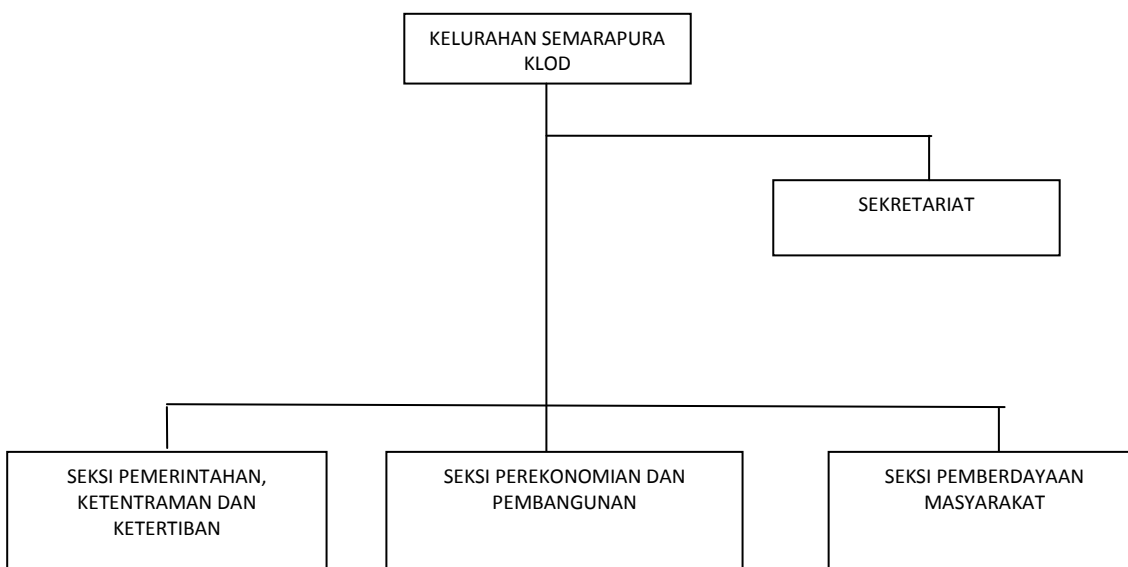 KELURAHAN SEMARAPURA
KLOD
SEKRETARIAT
SEKSI PEMERINTAHAN,
KETENTRAMAN DAN
KETERTIBAN
SEKSI PEREKONOMIAN DAN
PEMBANGUNAN
SEKSI PEMBERDAYAAN
MASYARAKAT